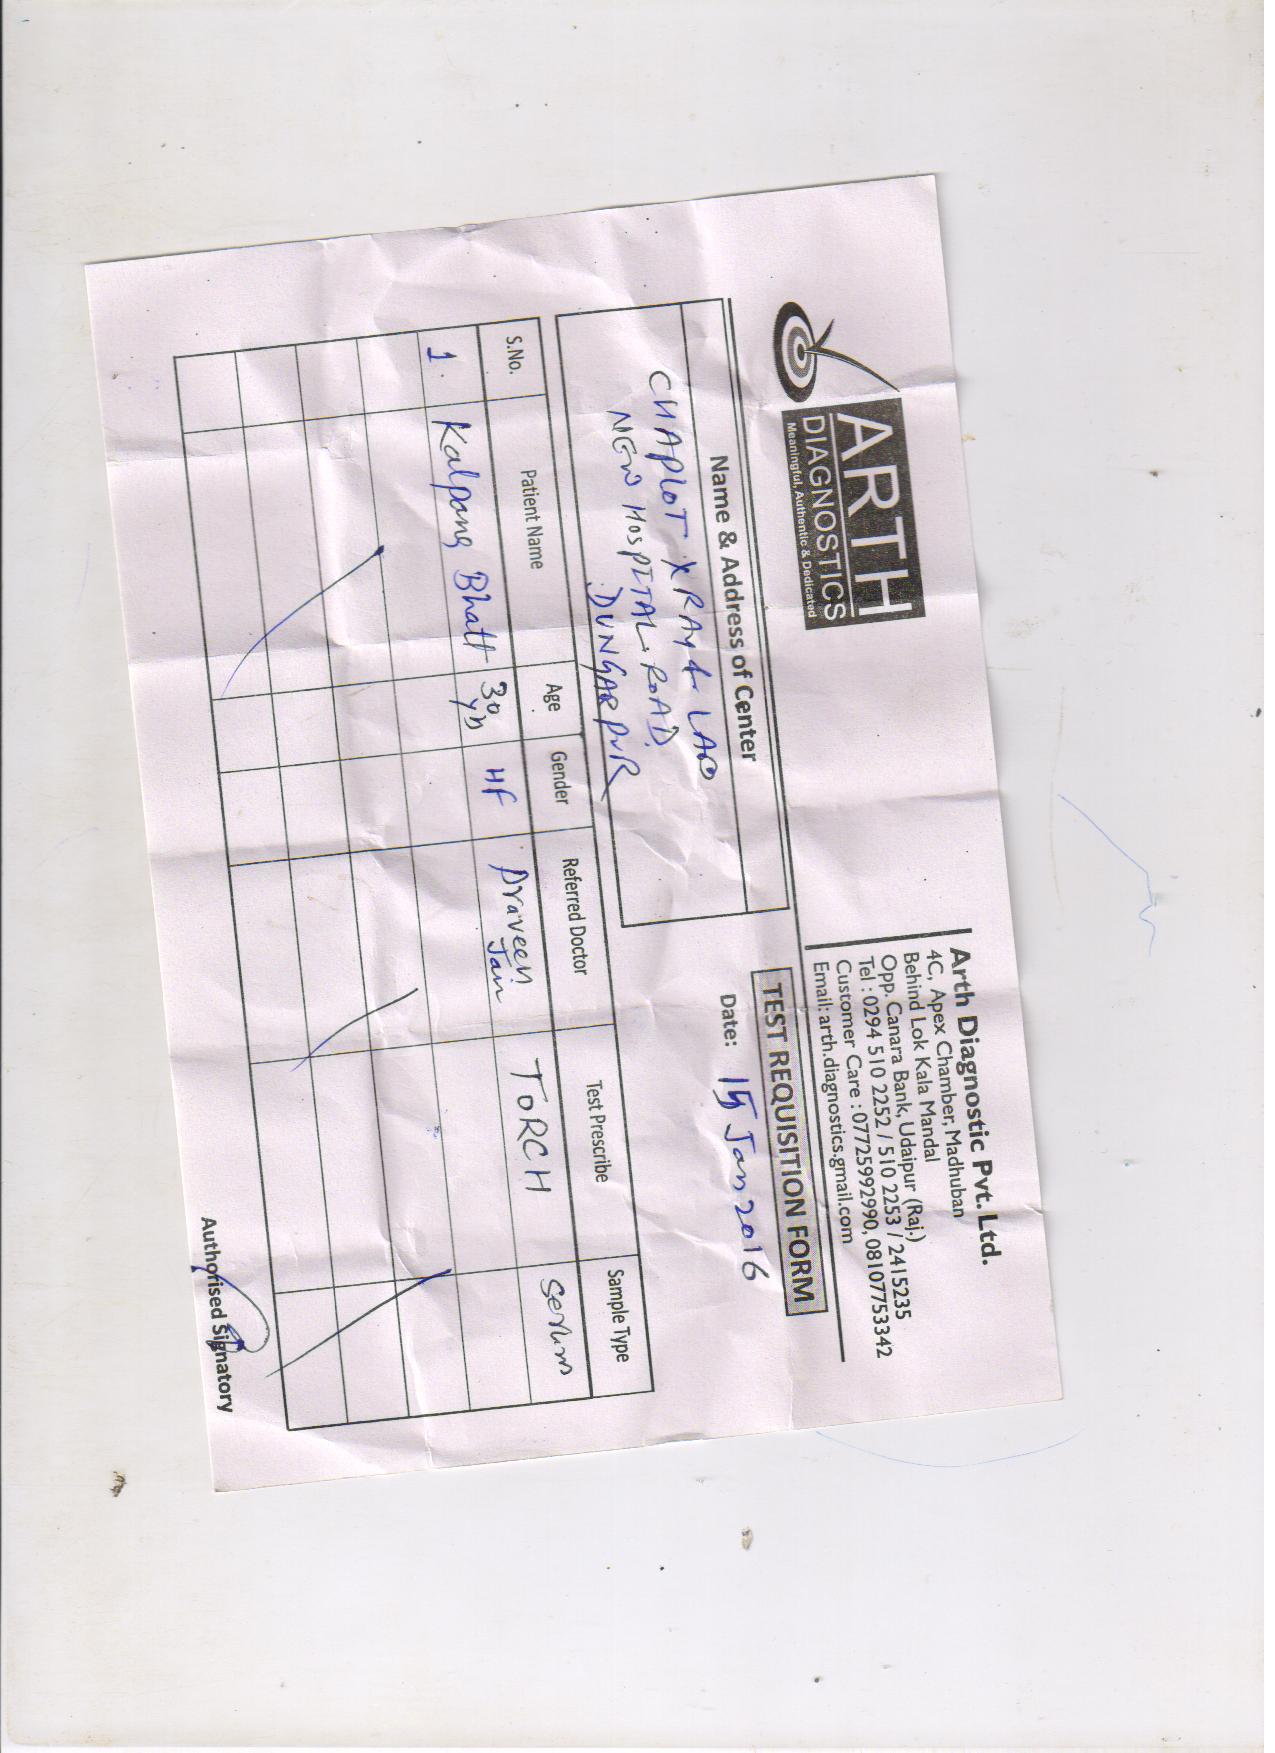 ARTH
DIAGNOSTICS
Meaningful, Authentic & Dedicated
Arth Diagnostic Pvt. Ltd.
4C, Apex Chamber, Madhuban
Behind Lok Kala Mandal
Opp. Canara Bank, Udaipur (Raj.)
Tel : 0294 510 2252 / 510 2253 / 2415235
Customer Care : 07725992990, 08107753342
Email: arth.diagnostics.gmail.com
TEST REQUISITION FORM
Name & Address of Center
CHAPLOT X RAY & LAB
NEW HOSPITAL ROAD.
DUNGARPUR
Date: 15 Jan 2016
S.No. Patient Name Age Gender Referred Doctor Test Prescribe Sample Type
1. Kalpana Bhatt 30 yrs F Praveen Jain TORCH Serum
Authorised Signatory